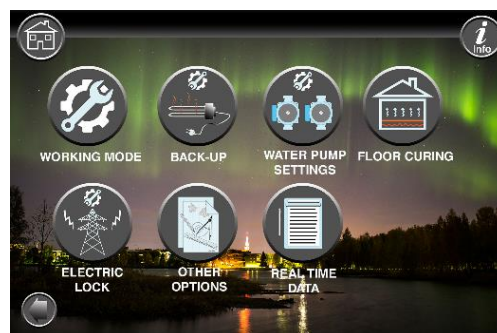 i
Info
WORKING MODE
BACK-UP
WATER PUMP
SETTINGS
FLOOR CURING
ELECTRIC
LOCK
OTHER
OPTIONS
REAL TIME
DATA